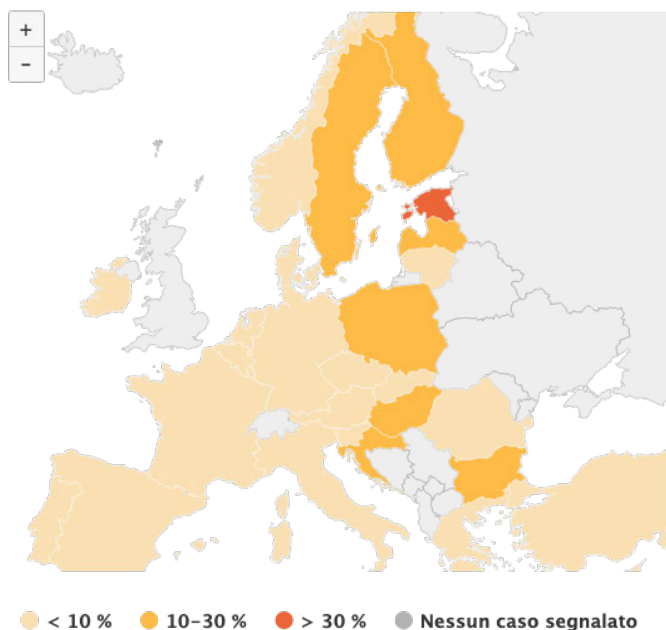 +
–
< 10 % 10–30 % > 30 % Nessun caso segnalato